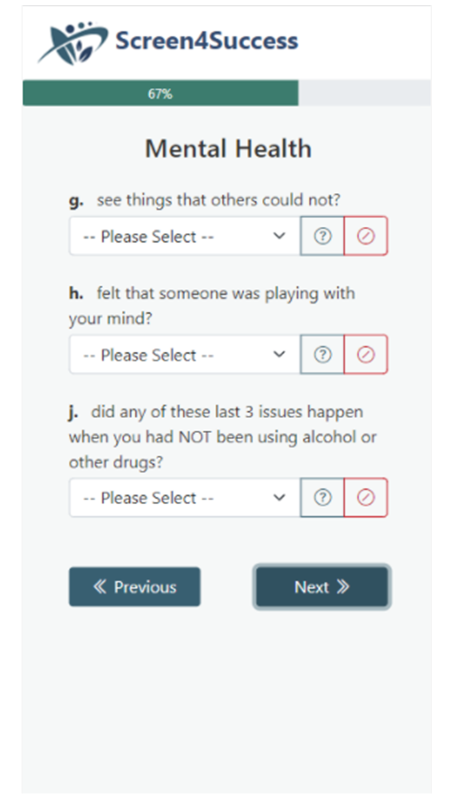 Screen4Success
67%
Mental Health
g. see things that others could not?
-- Please Select --
h. felt that someone was playing with
your mind?
-- Please Select --
j. did any of these last 3 issues happen
when you had NOT been using alcohol or
other drugs?
-- Please Select --
Previous
Next